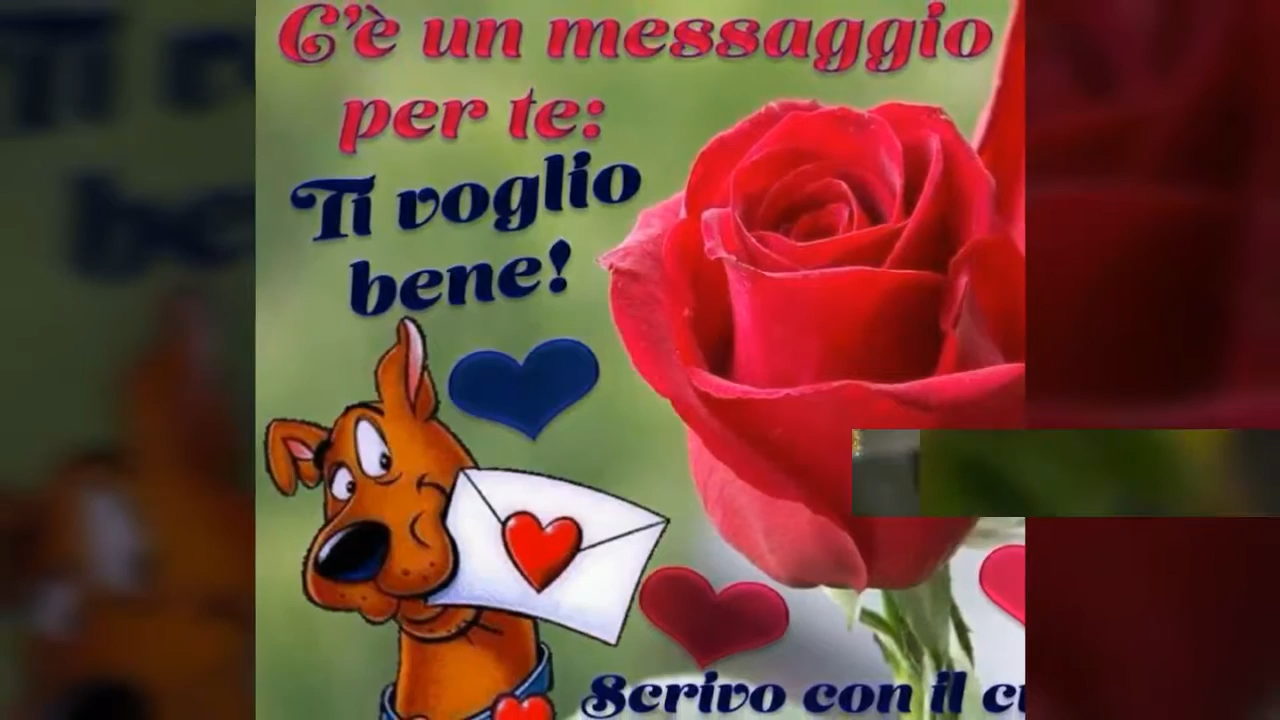 C'è un messaggio
per te:
Ti voglio
bene!
Scrivo con il